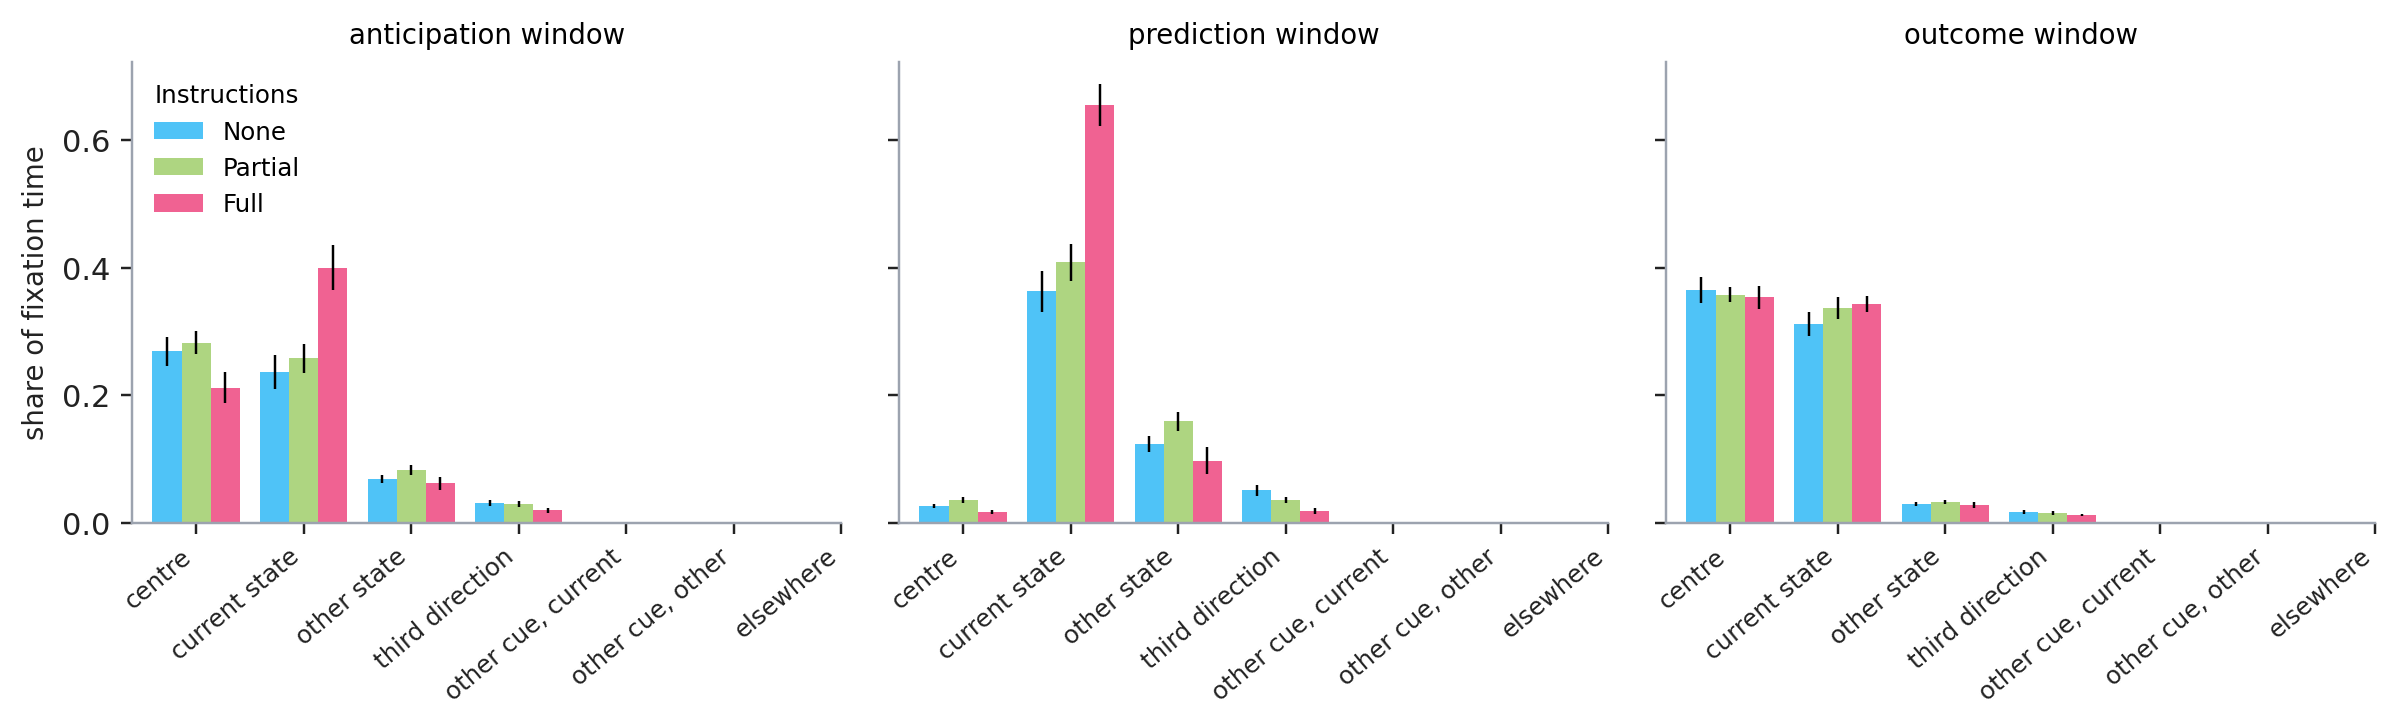 anticipation window
prediction window
outcome window
share of fixation time
Instructions
None
Partial
Full
0.6
0.4
0.2
0.0
centre
current state
other state
third direction
other cue, current
other cue, other
elsewhere
centre
current state
other state
third direction
other cue, current
other cue, other
elsewhere
centre
current state
other state
third direction
other cue, current
other cue, other
elsewhere